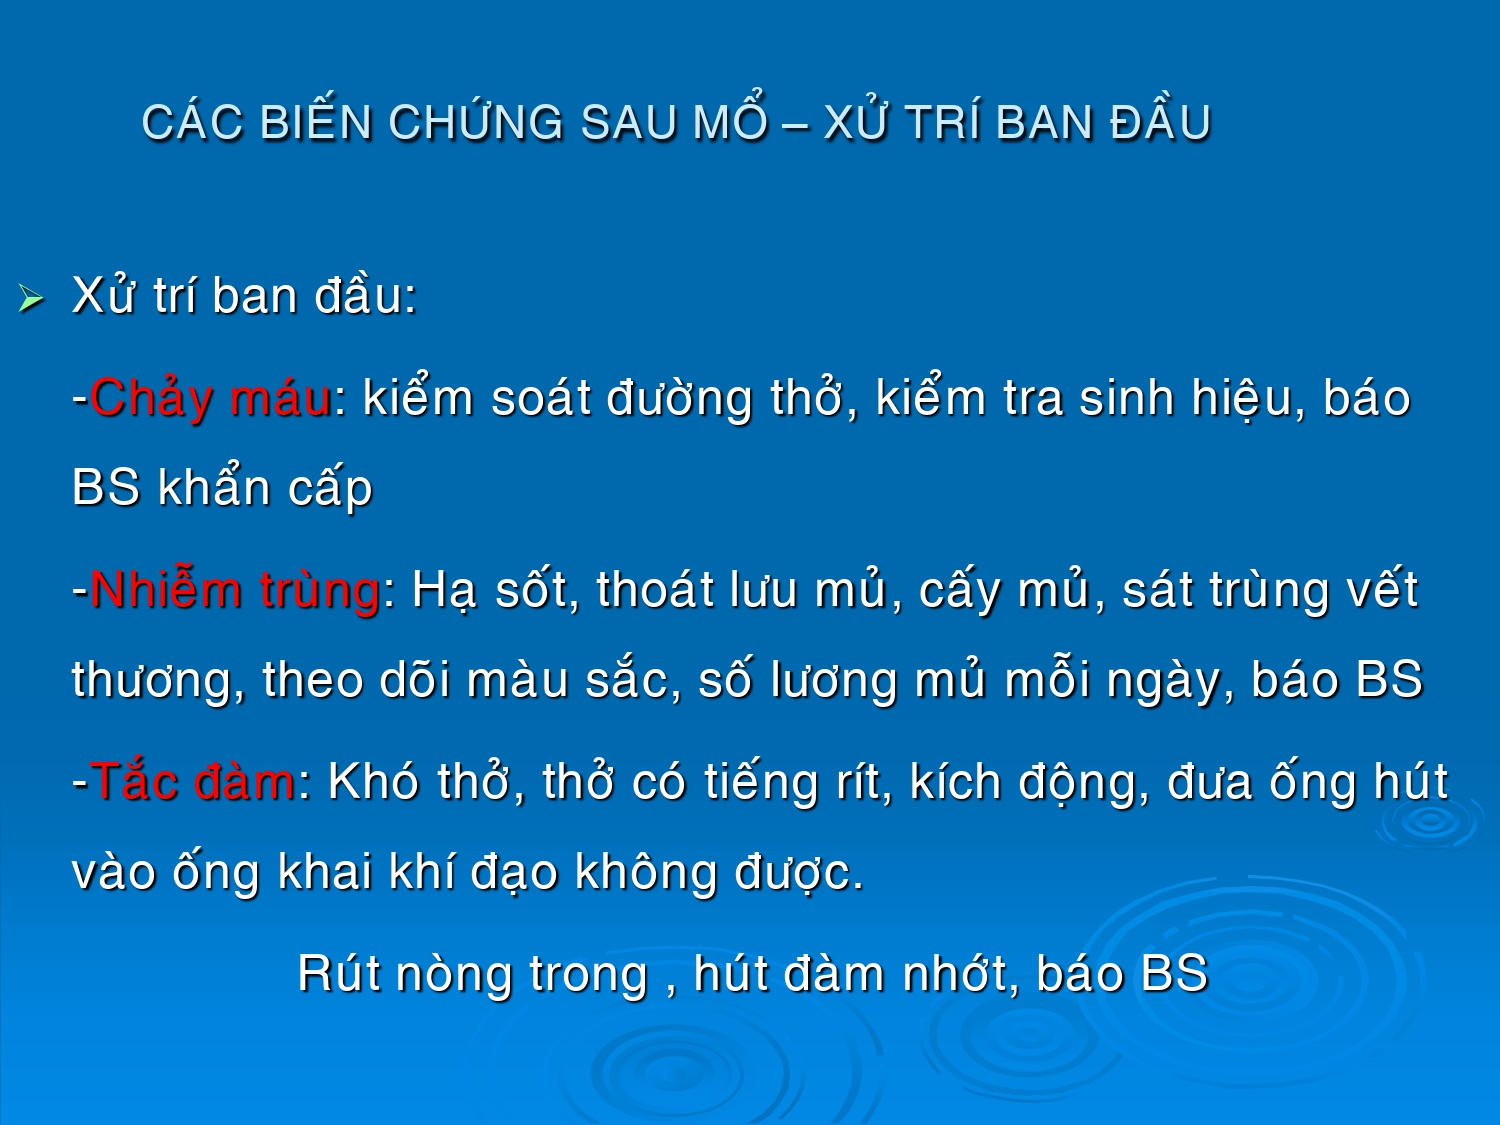 CÁC BIẾN CHỨNG SAU MỔ – XỬ TRÍ BAN ĐẦU
Xử trí ban đầu:
-Chảy máu: kiểm soát đường thở, kiểm tra sinh hiệu, báo
BS khẩn cấp
-Nhiễm trùng: Hạ sốt, thoát lưu mủ, cấy mủ, sát trùng vết
thương, theo dõi màu sắc, số lương mủ mỗi ngày, báo BS
-Tắc đàm: Khó thở, thở có tiếng rít, kích động, đưa ống hút
vào ống khai khí đạo không được.
Rút nòng trong , hút đàm nhớt, báo BS